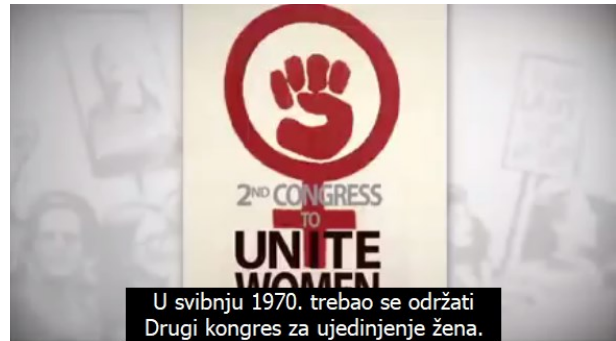 2ND CONGRESS
TO
UNITE
WOMEN
U svibnju 1970. trebao se održati
Drugi kongres za ujedinjenje žena.